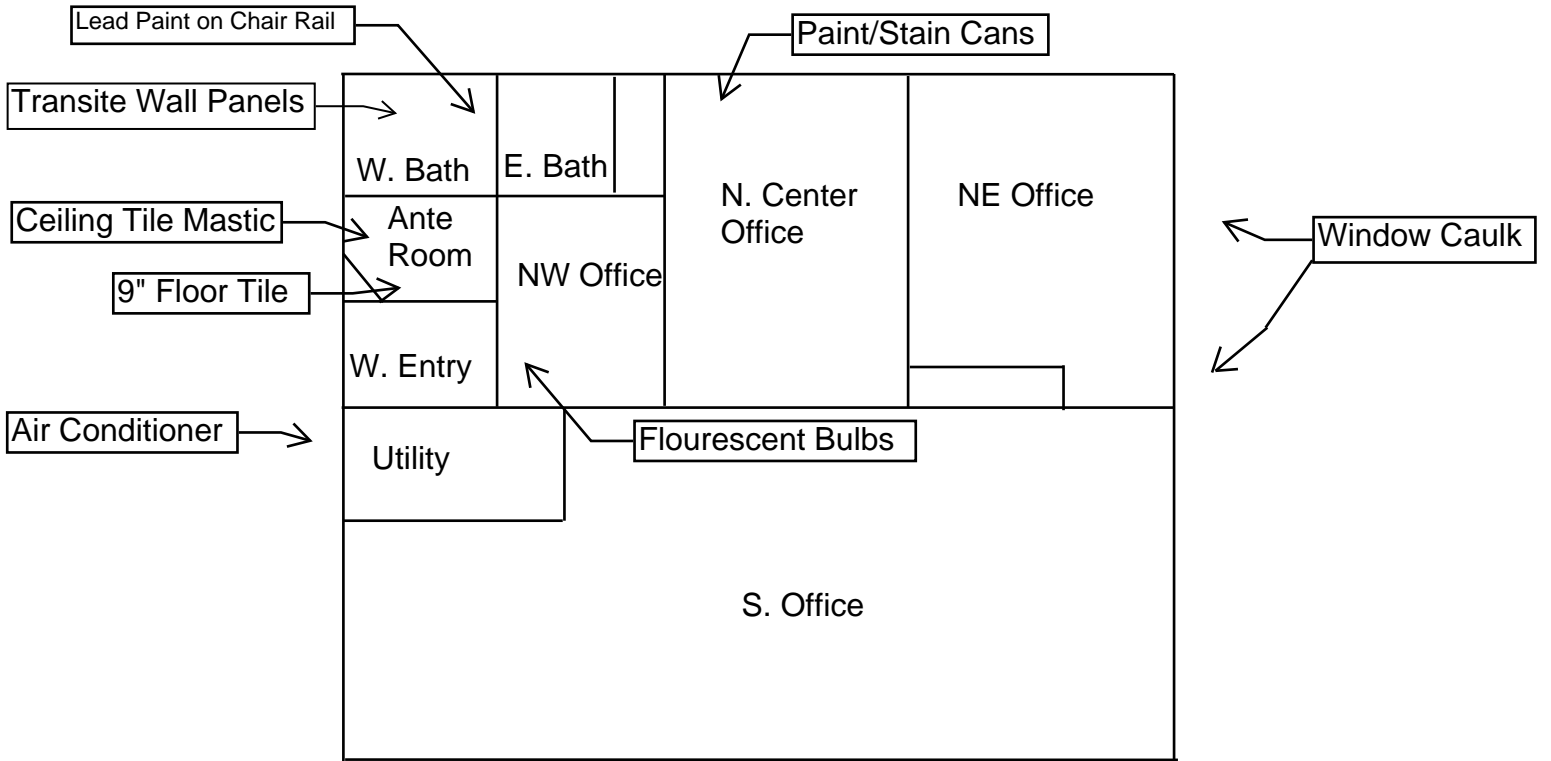 Lead Paint on Chair Rail
Paint/Stain Cans
Transite Wall Panels
W. Bath
E. Bath
N. Center
Office
NE Office
Ceiling Tile Mastic
Ante
Room
Window Caulk
NW Office
9" Floor Tile
W. Entry
Air Conditioner
Flourescent Bulbs
Utility
S. Office